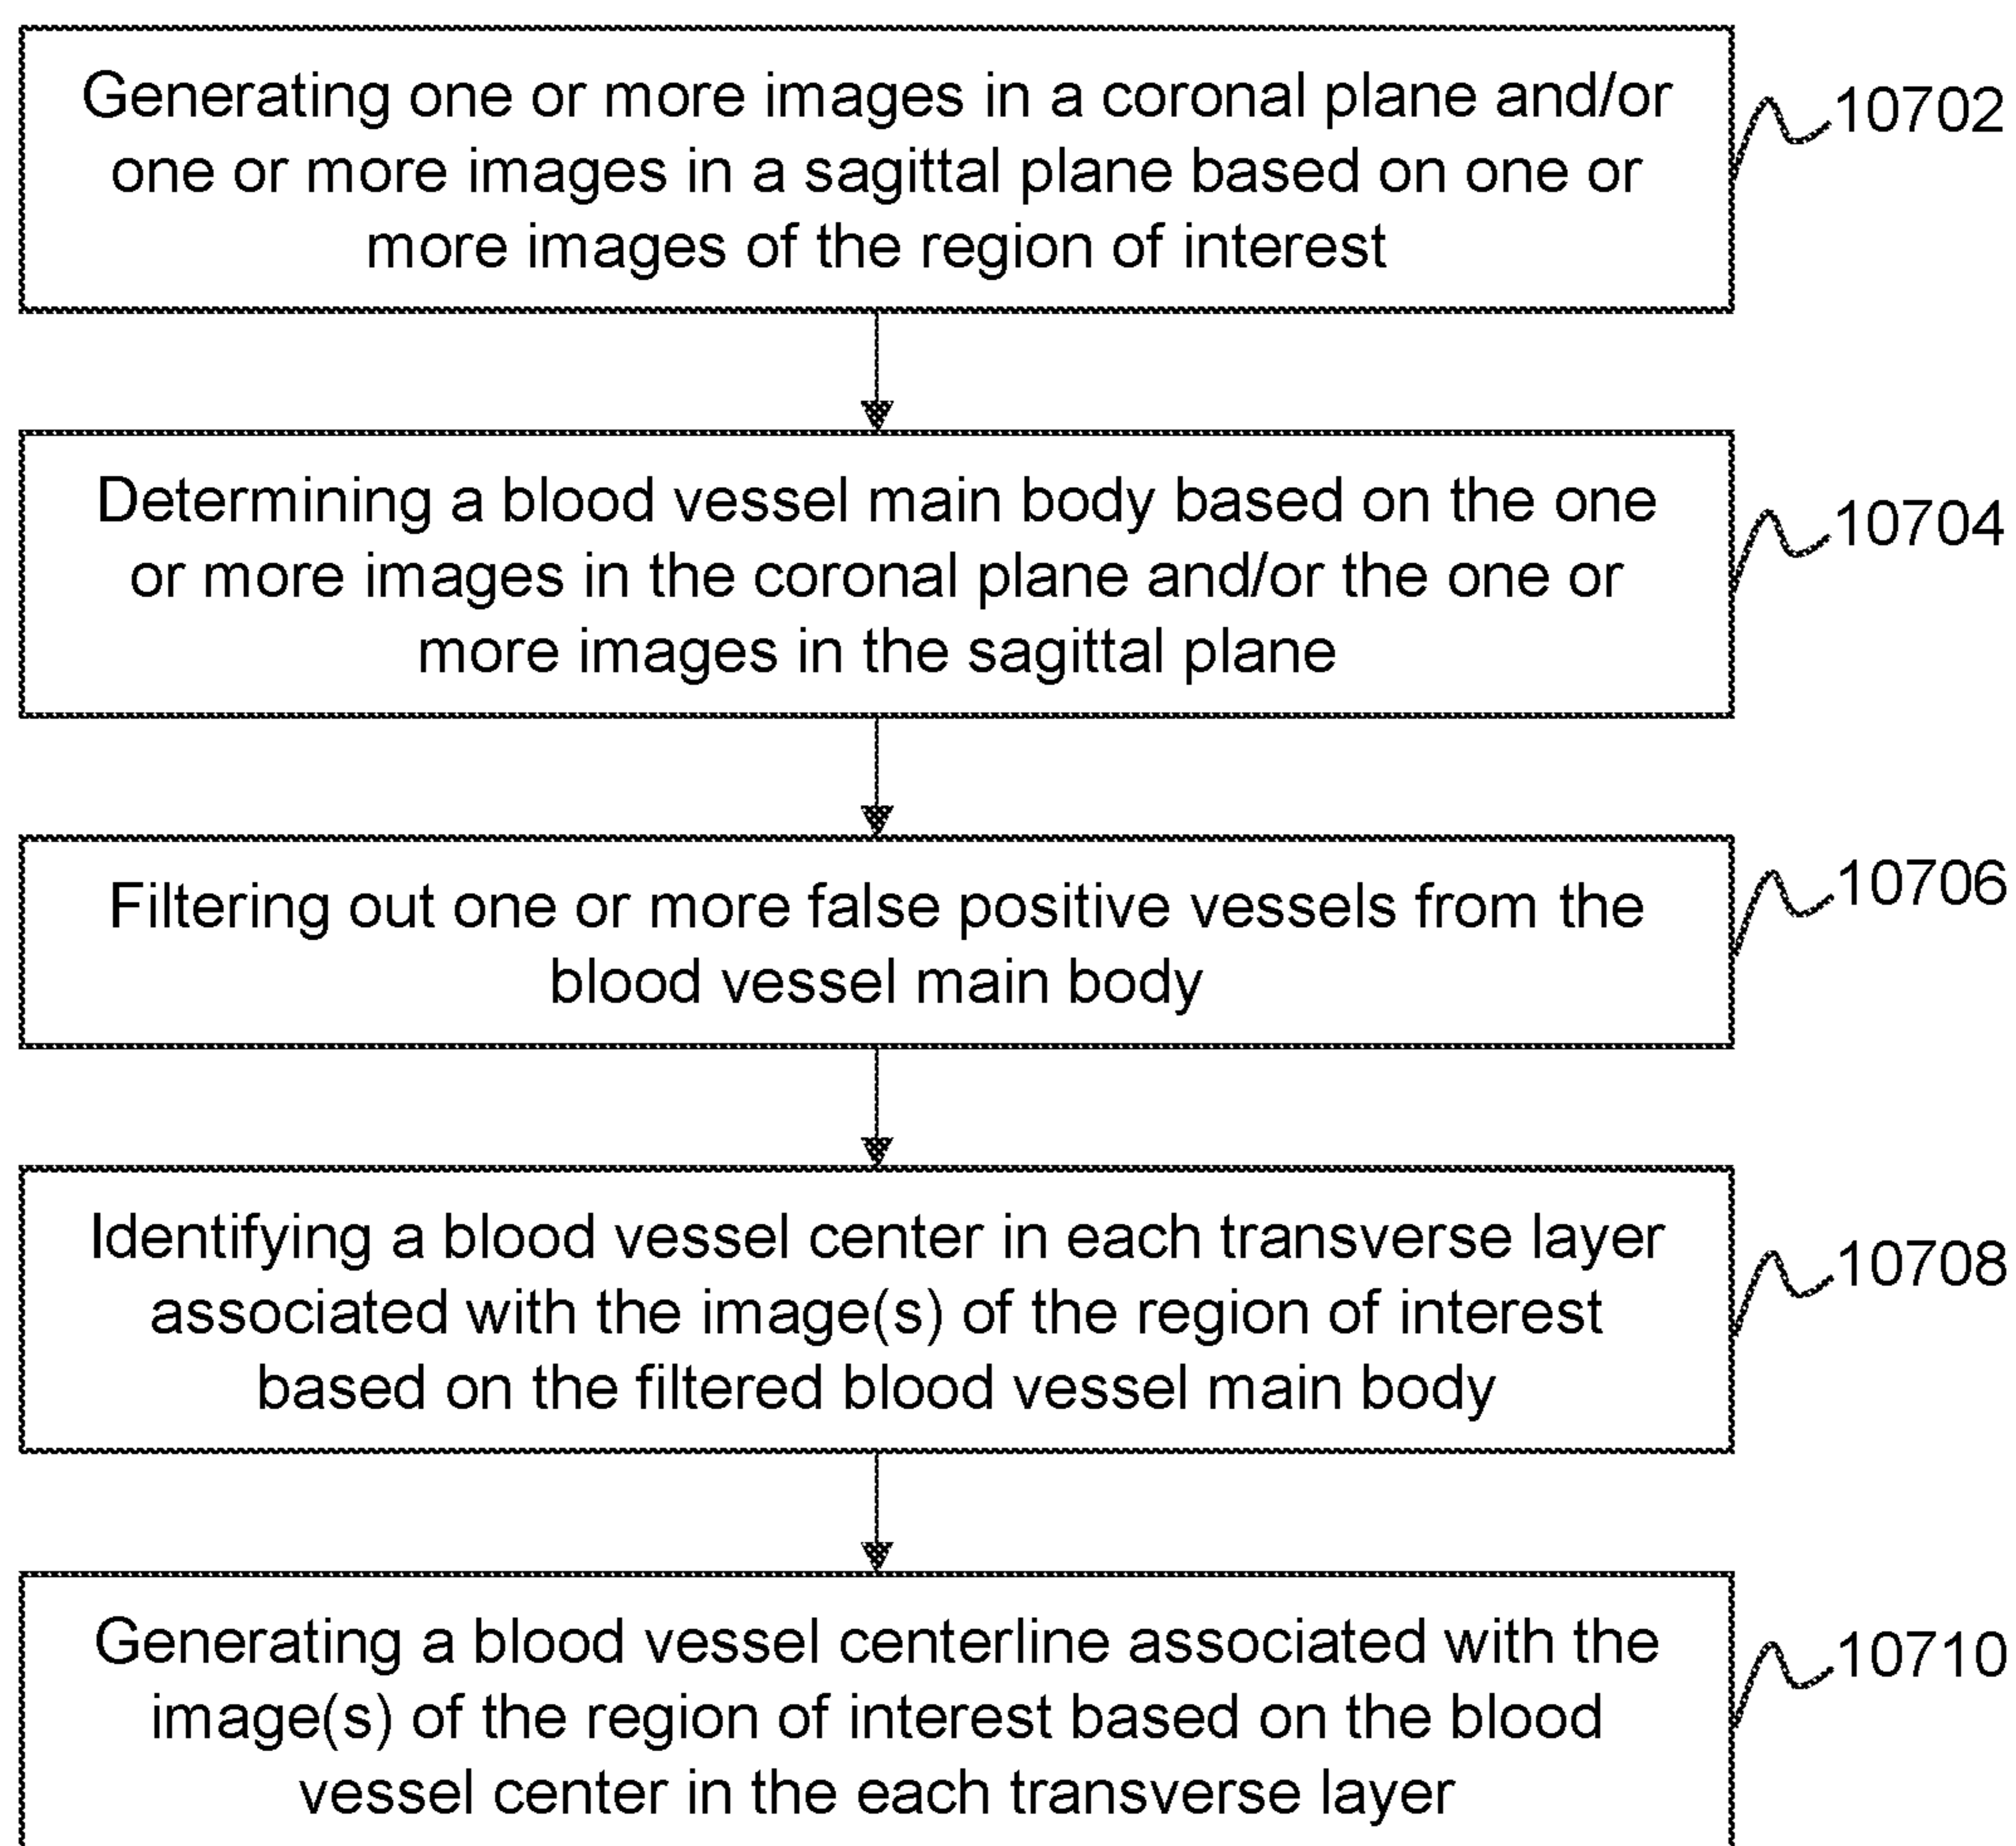 Generating one or more images in a coronal plane and/or
one or more images in a sagittal plane based on one or
more images of the region of interest
10702
Determining a blood vessel main body based on the one
or more images in the coronal plane and/or the one or
more images in the sagittal plane
10704
Filtering out one or more false positive vessels from the
blood vessel main body
10706
Identifying a blood vessel center in each transverse layer
associated with the image(s) of the region of interest
based on the filtered blood vessel main body
10708
Generating a blood vessel centerline associated with the
image(s) of the region of interest based on the blood
vessel center in the each transverse layer
10710